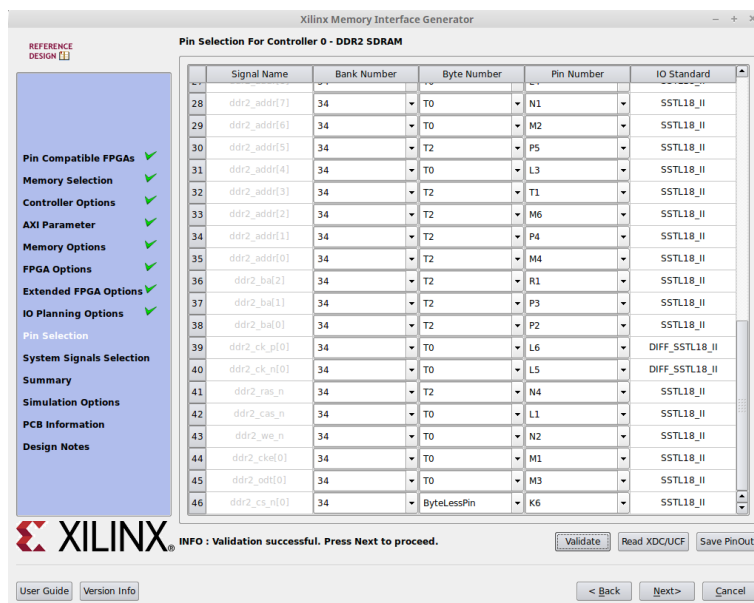 Xilinx Memory Interface Generator
REFERENCE
DESIGN
Pin Selection For Controller 0 - DDR2 SDRAM
Pin Compatible FPGAs
Memory Selection
Controller Options
AXI Parameter
Memory Options
FPGA Options
Extended FPGA Options
IO Planning Options
Pin Selection
System Signals Selection
Summary
Simulation Options
PCB Information
Design Notes
Signal Name Bank Number Byte Number Pin Number IO Standard
28 ddr2_addr[7] 34 T0 N1 SSTL18_II
29 ddr2_addr[6] 34 T0 M2 SSTL18_II
30 ddr2_addr[5] 34 T2 P5 SSTL18_II
31 ddr2_addr[4] 34 T0 L3 SSTL18_II
32 ddr2_addr[3] 34 T2 T1 SSTL18_II
33 ddr2_addr[2] 34 T2 M6 SSTL18_II
34 ddr2_addr[1] 34 T2 P4 SSTL18_II
35 ddr2_addr[0] 34 T2 M4 SSTL18_II
36 ddr2_ba[2] 34 T2 R1 SSTL18_II
37 ddr2_ba[1] 34 T2 P3 SSTL18_II
38 ddr2_ba[0] 34 T2 P2 SSTL18_II
39 ddr2_ck_p[0] 34 T0 L6 DIFF_SSTL18_II
40 ddr2_ck_n[0] 34 T0 L5 DIFF_SSTL18_II
41 ddr2_ras_n 34 T2 N4 SSTL18_II
42 ddr2_cas_n 34 T0 L1 SSTL18_II
43 ddr2_we_n 34 T0 N2 SSTL18_II
44 ddr2_cke[0] 34 T0 M1 SSTL18_II
45 ddr2_odt[0] 34 T0 M3 SSTL18_II
46 ddr2_cs_n[0] 34 ByteLessPin K6 SSTL18_II
XILINX®
INFO : Validation successful. Press Next to proceed.
Validate Read XDC/UCF Save PinOut
User Guide Version Info < Back Next> Cancel